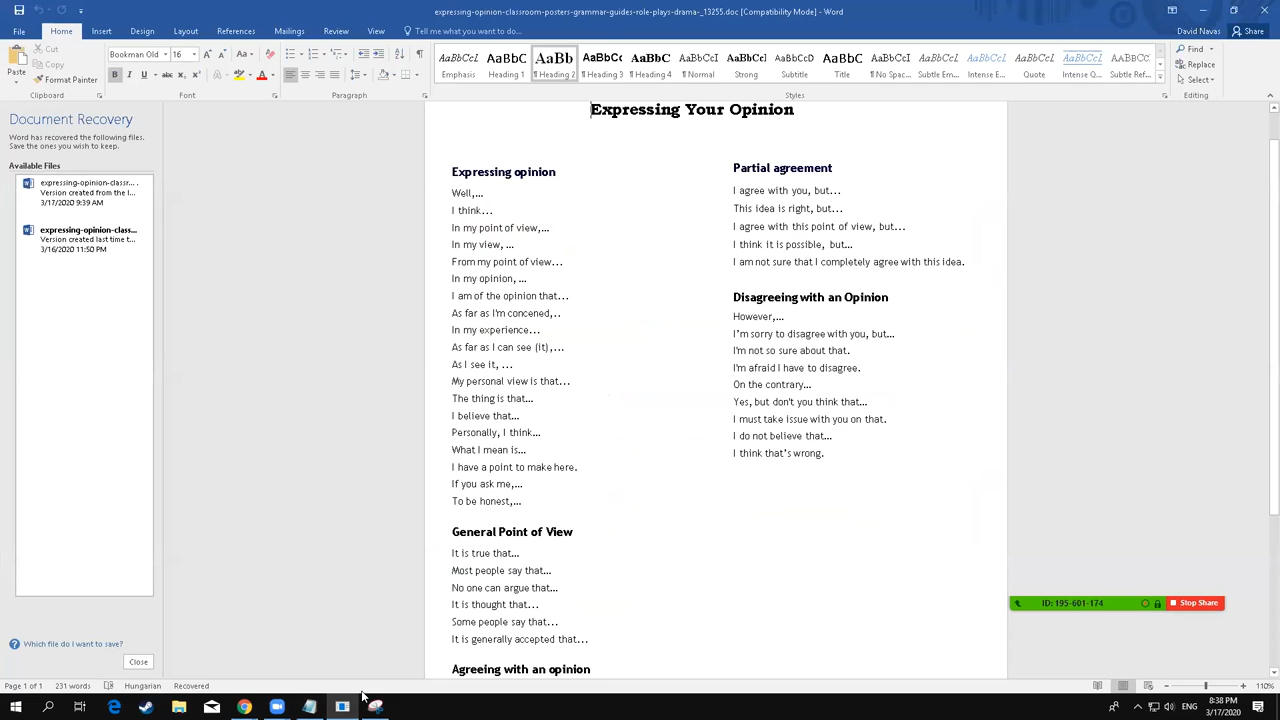 expressing-opinion-classroom-posters-grammar-guides-role-plays-drama-_13255.doc [Compatibility Mode] - Word
David Navas
File Home Insert Draw Design Layout References Mailings Review View Tell me what you want to do... Share
Paste
Cut
Copy
Format Painter
Clipboard
Bookman Old 16
Font
Paragraph
AaBbCcI AaBbC AaBb AaBbCc AaBbC AaBbCcI AaBbCcI AaBbCcD AaBbC AaBbCcI AaBbCcI AaBbCcI AaBbCcI AaBbCcI AABBCC
Emphasis Heading 1 ¶ Heading 2 ¶ Heading 3 ¶ Heading 4 ¶ Normal Strong Subtitle Title ¶ No Spac... Subtle Em... Intense E... Quote Intense Q... Subtle Ref...
Styles
Find
Replace
Select
Editing
Document Recovery
Word has recovered the following files.
Save the ones you wish to keep.
Available Files
expressing-opinion-classr...
Version created from the l...
3/17/2020 9:39 AM
expressing-opinion-class...
Version created last time t...
3/16/2020 11:50 PM
Which file do I want to save?
Close
Expressing Your Opinion
Expressing opinion
Well,...
I think...
In my point of view,...
In my view, ...
From my point of view...
In my opinion, ...
I am of the opinion that...
As far as I'm concened,..
In my experience...
As far as I can see (it),...
As I see it, ...
My personal view is that...
The thing is that...
I believe that...
Personally, I think...
What I mean is...
I have a point to make here.
If you ask me,...
To be honest,...
General Point of View
It is true that...
Most people say that...
No one can argue that...
It is thought that...
Some people say that...
It is generally accepted that...
Agreeing with an opinion
Partial agreement
I agree with you, but...
This idea is right, but...
I agree with this point of view, but...
I think it is possible, but...
I am not sure that I completely agree with this idea.
Disagreeing with an Opinion
However,...
I'm sorry to disagree with you, but...
I'm not so sure about that.
I'm afraid I have to disagree.
On the contrary...
Yes, but don't you think that...
I must take issue with you on that.
I do not believe that...
I think that's wrong.
ID: 195-601-174 Stop Share
Page 1 of 1 231 words Hungarian Recovered 110%
ENG
8:38 PM
3/17/2020